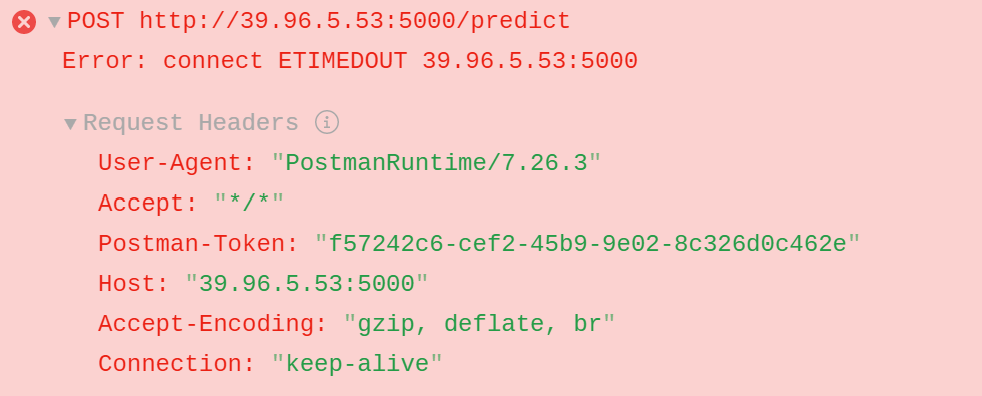 POST http://39.96.5.53:5000/predict
Error: connect ETIMEDOUT 39.96.5.53:5000
Request Headers
User-Agent: "PostmanRuntime/7.26.3"
Accept: "*/*"
Postman-Token: "f57242c6-cef2-45b9-9e02-8c326d0c462e"
Host: "39.96.5.53:5000"
Accept-Encoding: "gzip, deflate, br"
Connection: "keep-alive"